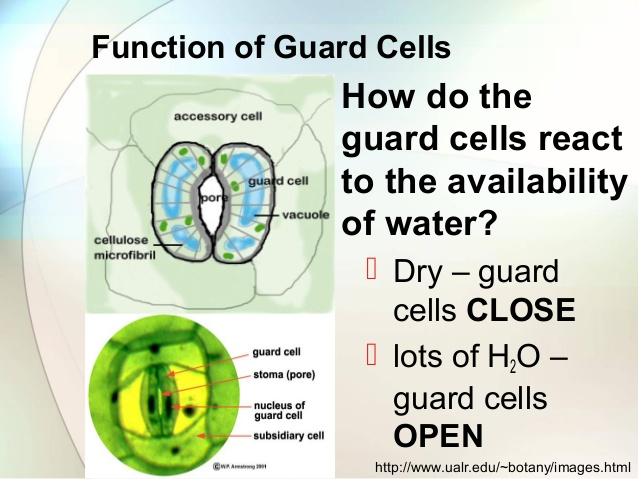 Function of Guard Cells
How do the
guard cells react
to the availability
of water?
Dry – guard
cells CLOSE
lots of H₂O –
guard cells
OPEN
accessory cell
guard cell
pore
vacuole
cellulose
microfibril
guard cell
stoma (pore)
nucleus of
guard cell
subsidiary cell
©W.P. Armstrong 2001
http://www.ualr.edu/~botany/images.html